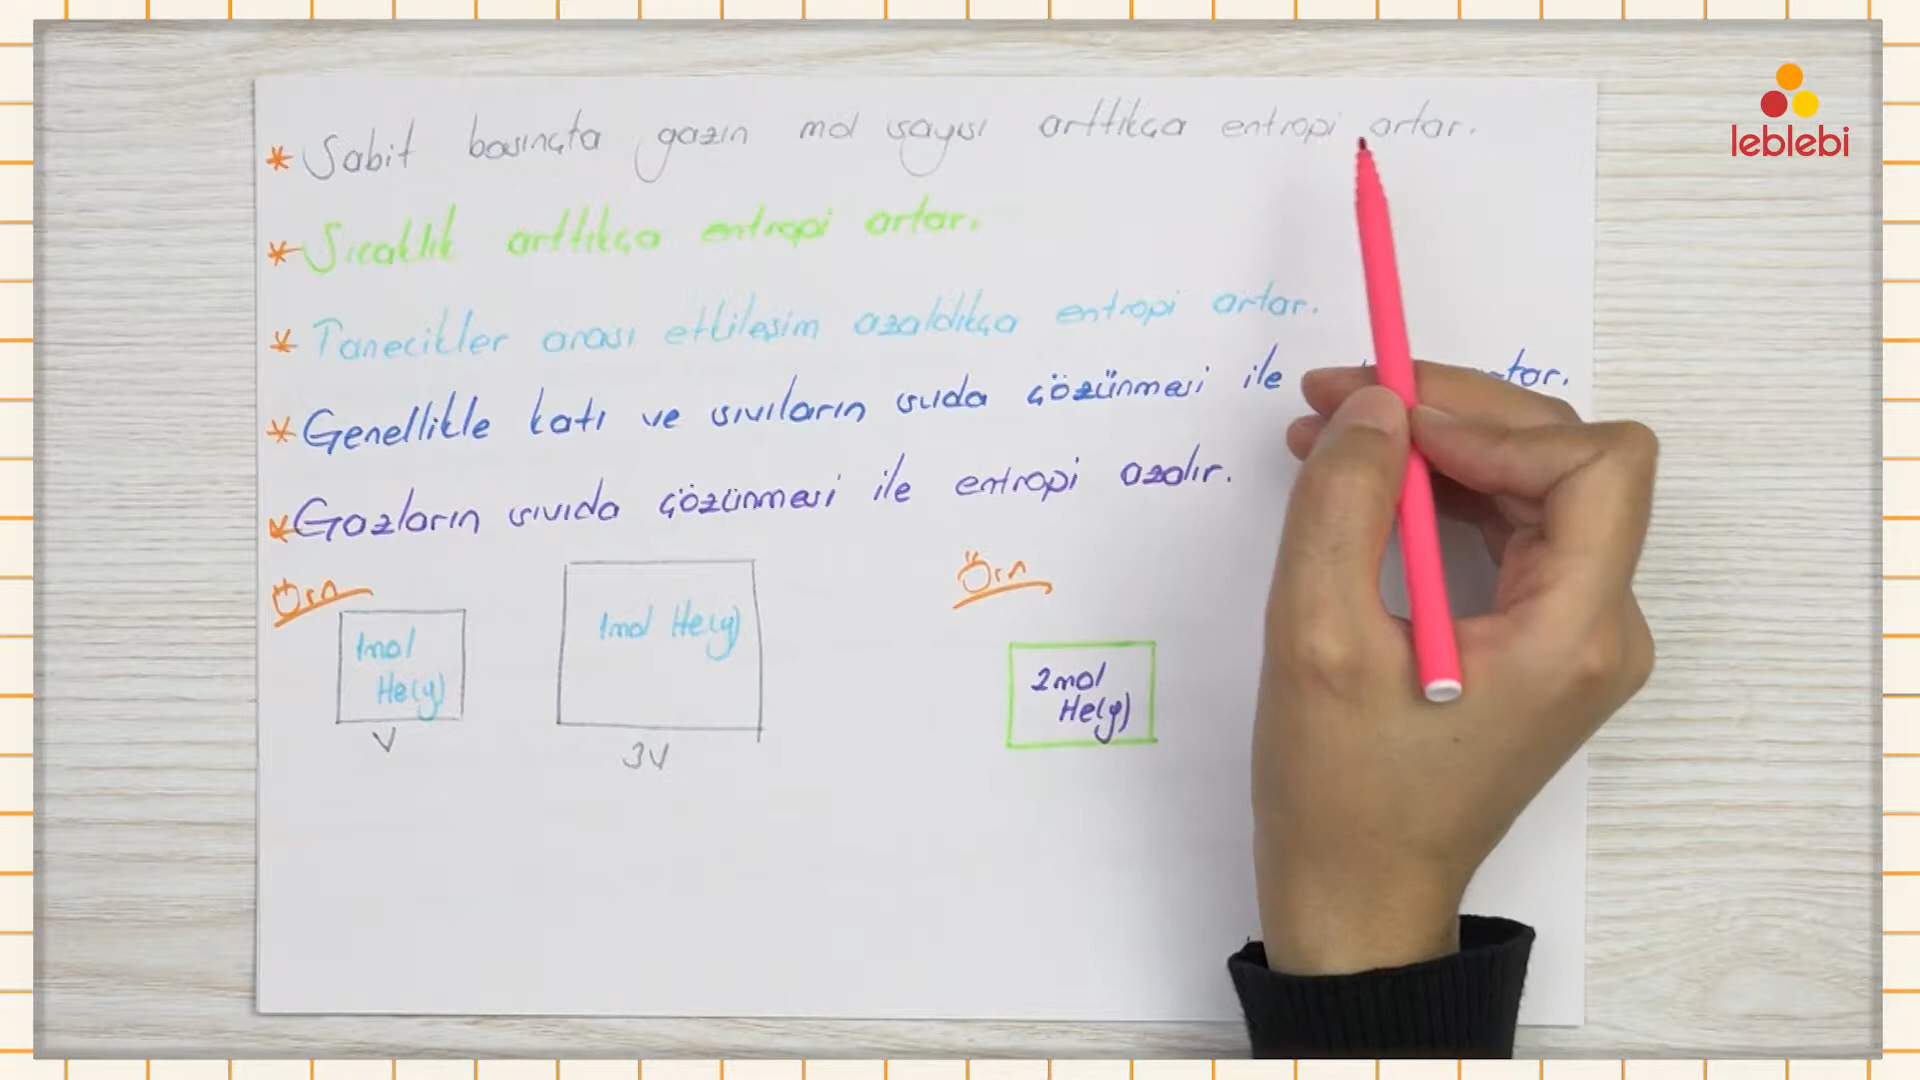 leblebi
* Sabit basınçta gazın mol sayısı arttıkça entropi artar.
* Sıcaklık arttıkça entropi artar.
* Tanecikler arası etkileşim azaldıkça entropi artar.
* Genellikle katı ve sıvıların sıvıda çözünmesi ile
* Gazların sıvıda çözünmesi ile entropi azalır.
Örn
1mol
He(g)
V
1mol He(g)
3V
Örn
2mol
He(g)